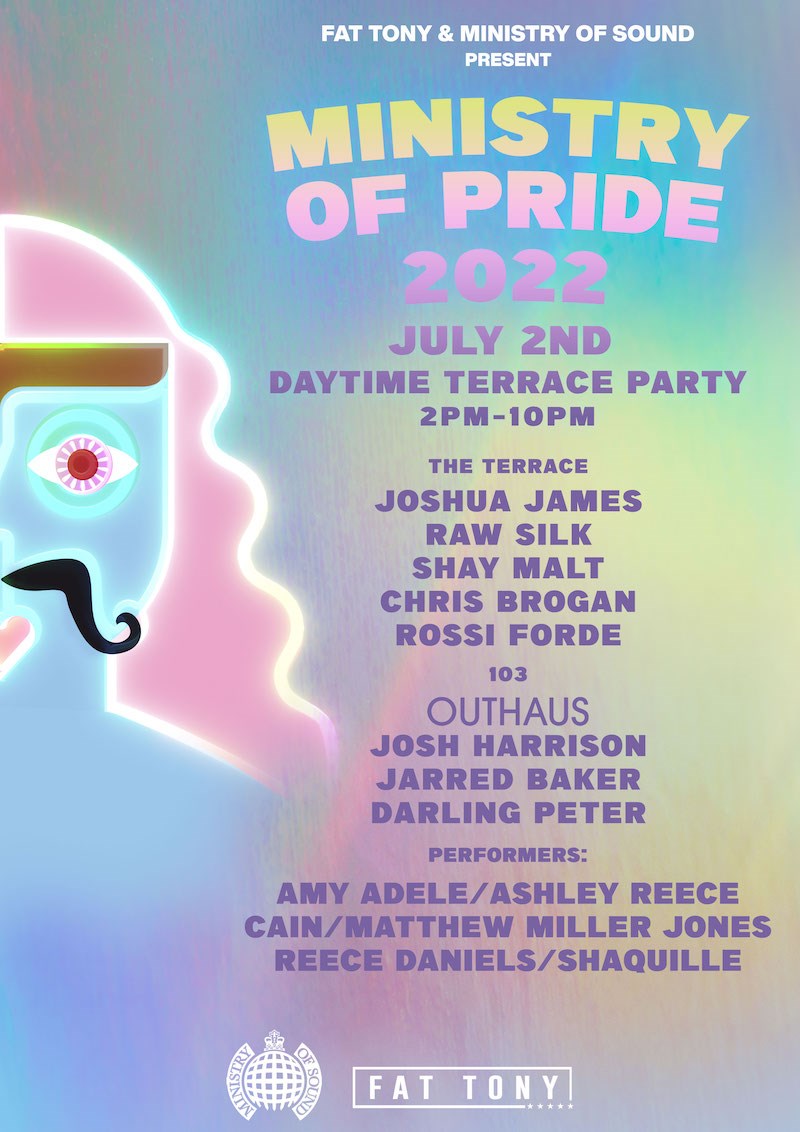 FAT TONY & MINISTRY OF SOUND
PRESENT
MINISTRY
OF PRIDE
2022
JULY 2ND
DAYTIME TERRACE PARTY
2PM-10PM
THE TERRACE
JOSHUA JAMES
RAW SILK
SHAY MALT
CHRIS BROGAN
ROSSI FORDE
103
OUTHAUS
JOSH HARRISON
JARRED BAKER
DARLING PETER
PERFORMERS:
AMY ADELE/ASHLEY REECE
CAIN/MATTHEW MILLER JONES
REECE DANIELS/SHAQUILLE
MINISTRY OF SOUND
FAT TONY